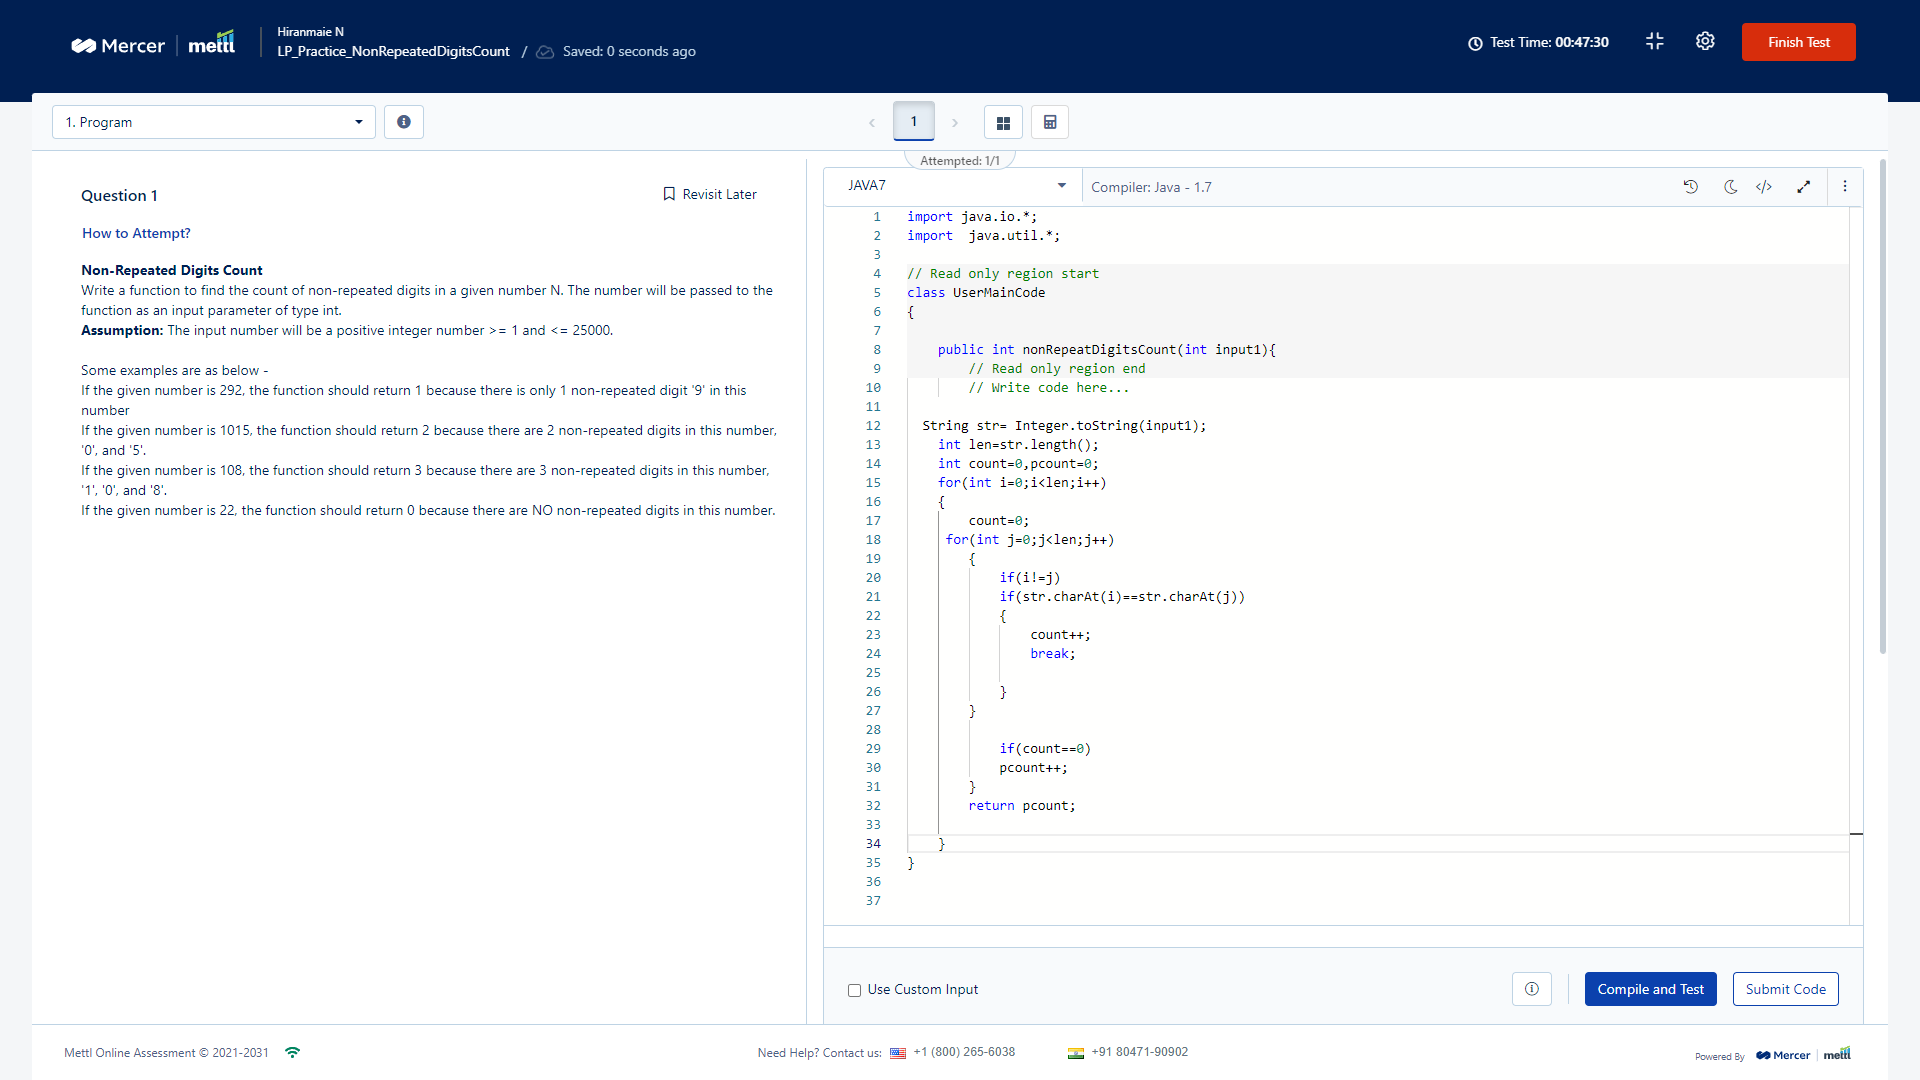 Mercer | mettl
Hiranmaie N
LP_Practice_NonRepeatedDigitsCount / Saved: 0 seconds ago
Test Time: 00:47:30
Finish Test
1. Program
1
Attempted: 1/1
Question 1
Revisit Later
How to Attempt?
Non-Repeated Digits Count
Write a function to find the count of non-repeated digits in a given number N. The number will be passed to the
function as an input parameter of type int.
Assumption: The input number will be a positive integer number >= 1 and <= 25000.
Some examples are as below -
If the given number is 292, the function should return 1 because there is only 1 non-repeated digit '9' in this
number
If the given number is 1015, the function should return 2 because there are 2 non-repeated digits in this number,
'0', and '5'.
If the given number is 108, the function should return 3 because there are 3 non-repeated digits in this number,
'1', '0', and '8'.
If the given number is 22, the function should return 0 because there are NO non-repeated digits in this number.
JAVA7
Compiler: Java - 1.7
1 import java.io.*;
2 import  java.util.*;
3
4 // Read only region start
5 class UserMainCode
6 {
7
8     public int nonRepeatDigitsCount(int input1){
9         // Read only region end
10         // Write code here...
11
12   String str= Integer.toString(input1);
13     int len=str.length();
14     int count=0,pcount=0;
15     for(int i=0;i<len;i++)
16     {
17         count=0;
18      for(int j=0;j<len;j++)
19         {
20             if(i!=j)
21             if(str.charAt(i)==str.charAt(j))
22             {
23                 count++;
24                 break;
25
26             }
27         }
28
29             if(count==0)
30             pcount++;
31         }
32         return pcount;
33
34     }
35 }
36
37
Use Custom Input
Compile and Test
Submit Code
Mettl Online Assessment © 2021-2031
Need Help? Contact us: +1 (800) 265-6038
+91 80471-90902
Powered By Mercer | mettl